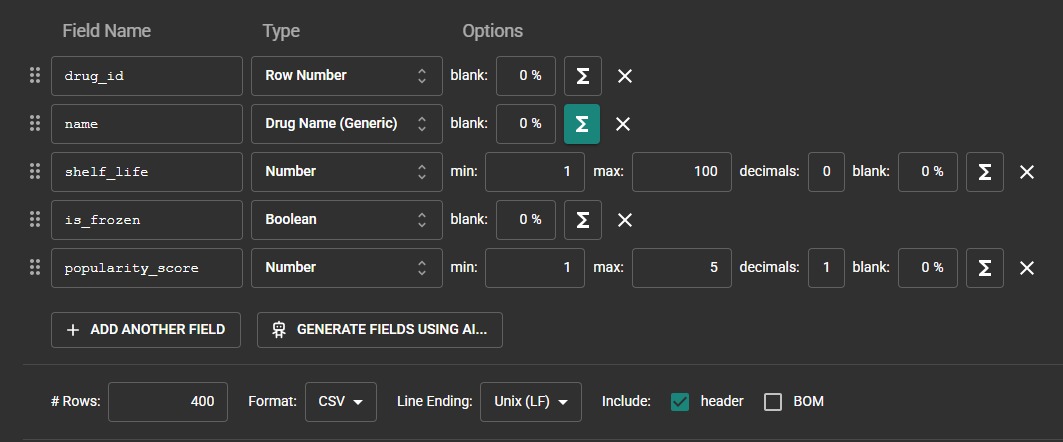 Field Name Type Options
drug_id Row Number blank: 0 % Σ
name Drug Name (Generic) blank: 0 % Σ
shelf_life Number min: 1 max: 100 decimals: 0 blank: 0 % Σ
is_frozen Boolean blank: 0 % Σ
popularity_score Number min: 1 max: 5 decimals: 1 blank: 0 % Σ
+ ADD ANOTHER FIELD GENERATE FIELDS USING AI...
# Rows: 400 Format: CSV Line Ending: Unix (LF) Include: header BOM